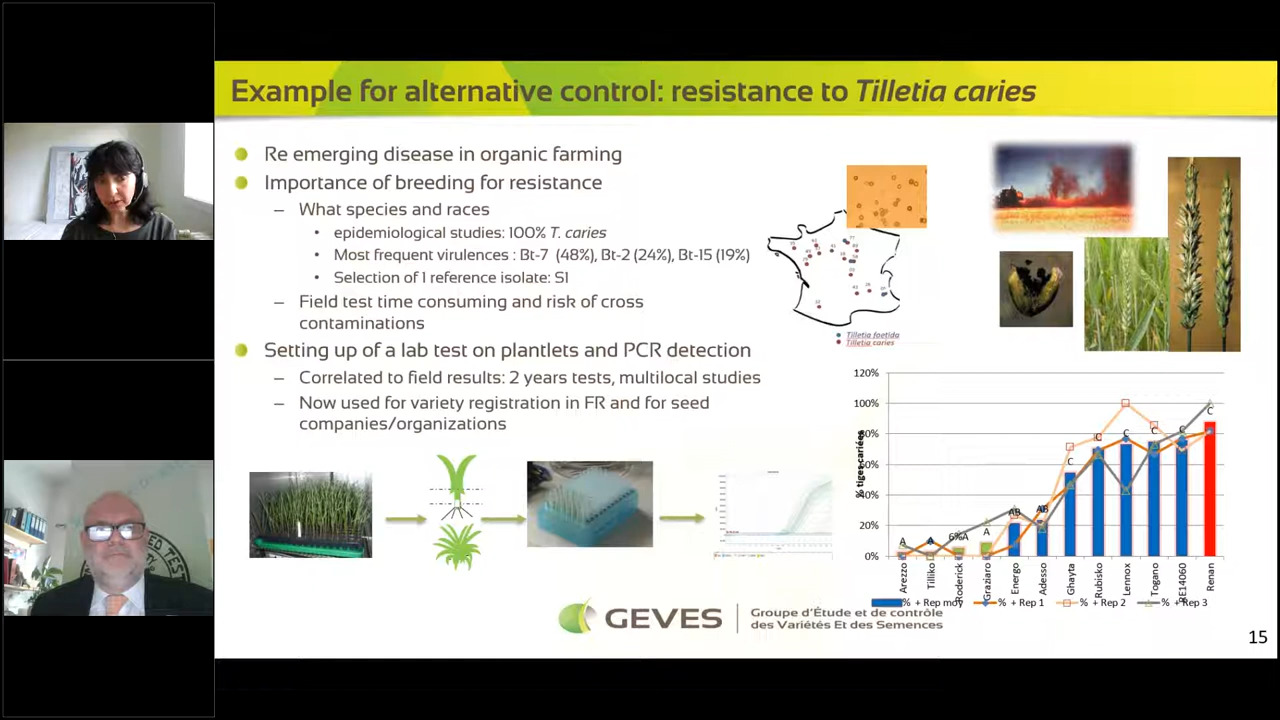 Example for alternative control: resistance to Tilletia caries
Re emerging disease in organic farming
Importance of breeding for resistance
– What species and races
• epidemiological studies: 100% T. caries
• Most frequent virulences : Bt-7 (48%), Bt-2 (24%), Bt-15 (19%)
• Selection of 1 reference isolate: S1
– Field test time consuming and risk of cross
contaminations
Setting up of a lab test on plantlets and PCR detection
– Correlated to field results: 2 years tests, multilocal studies
– Now used for variety registration in FR and for seed
companies/organizations
Tilletia foetida
Tilletia caries
120%
100%
80%
60%
40%
20%
0%
% tiges cariées
A
A
6%A
A
AB
AB
C
C
C
C
C
C
Arezzo
Tilliko
Roderick
Graziaro
Energo
Adesso
Ghayta
Rubisko
Lennox
Togano
RE14060
Renan
% + Rep moy
% + Rep 1
% + Rep 2
% + Rep 3
GEVES
Groupe d'Étude et de contrôle
des Variétés Et des Semences
15